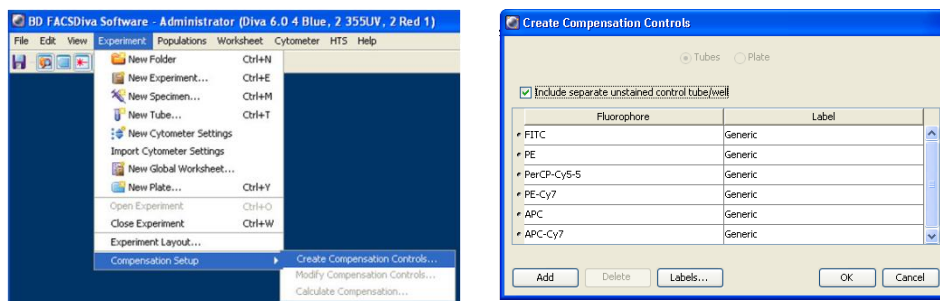 BD FACSDiva Software - Administrator (Diva 6.0 4 Blue, 2 355UV, 2 Red 1)
File Edit View Experiment Populations Worksheet Cytometer HTS Help
New Folder Ctrl+N
New Experiment... Ctrl+E
New Specimen... Ctrl+M
New Tube... Ctrl+T
New Cytometer Settings
Import Cytometer Settings
New Global Worksheet...
New Plate... Ctrl+Y
Open Experiment Ctrl+O
Close Experiment Ctrl+W
Experiment Layout...
Compensation Setup
Create Compensation Controls...
Modify Compensation Controls...
Calculate Compensation...
Create Compensation Controls
Tubes Plate
Include separate unstained control tube/well
Fluorophore Label
FITC Generic
PE Generic
PerCP-Cy5-5 Generic
PE-Cy7 Generic
APC Generic
APC-Cy7 Generic
Add Delete Labels... OK Cancel